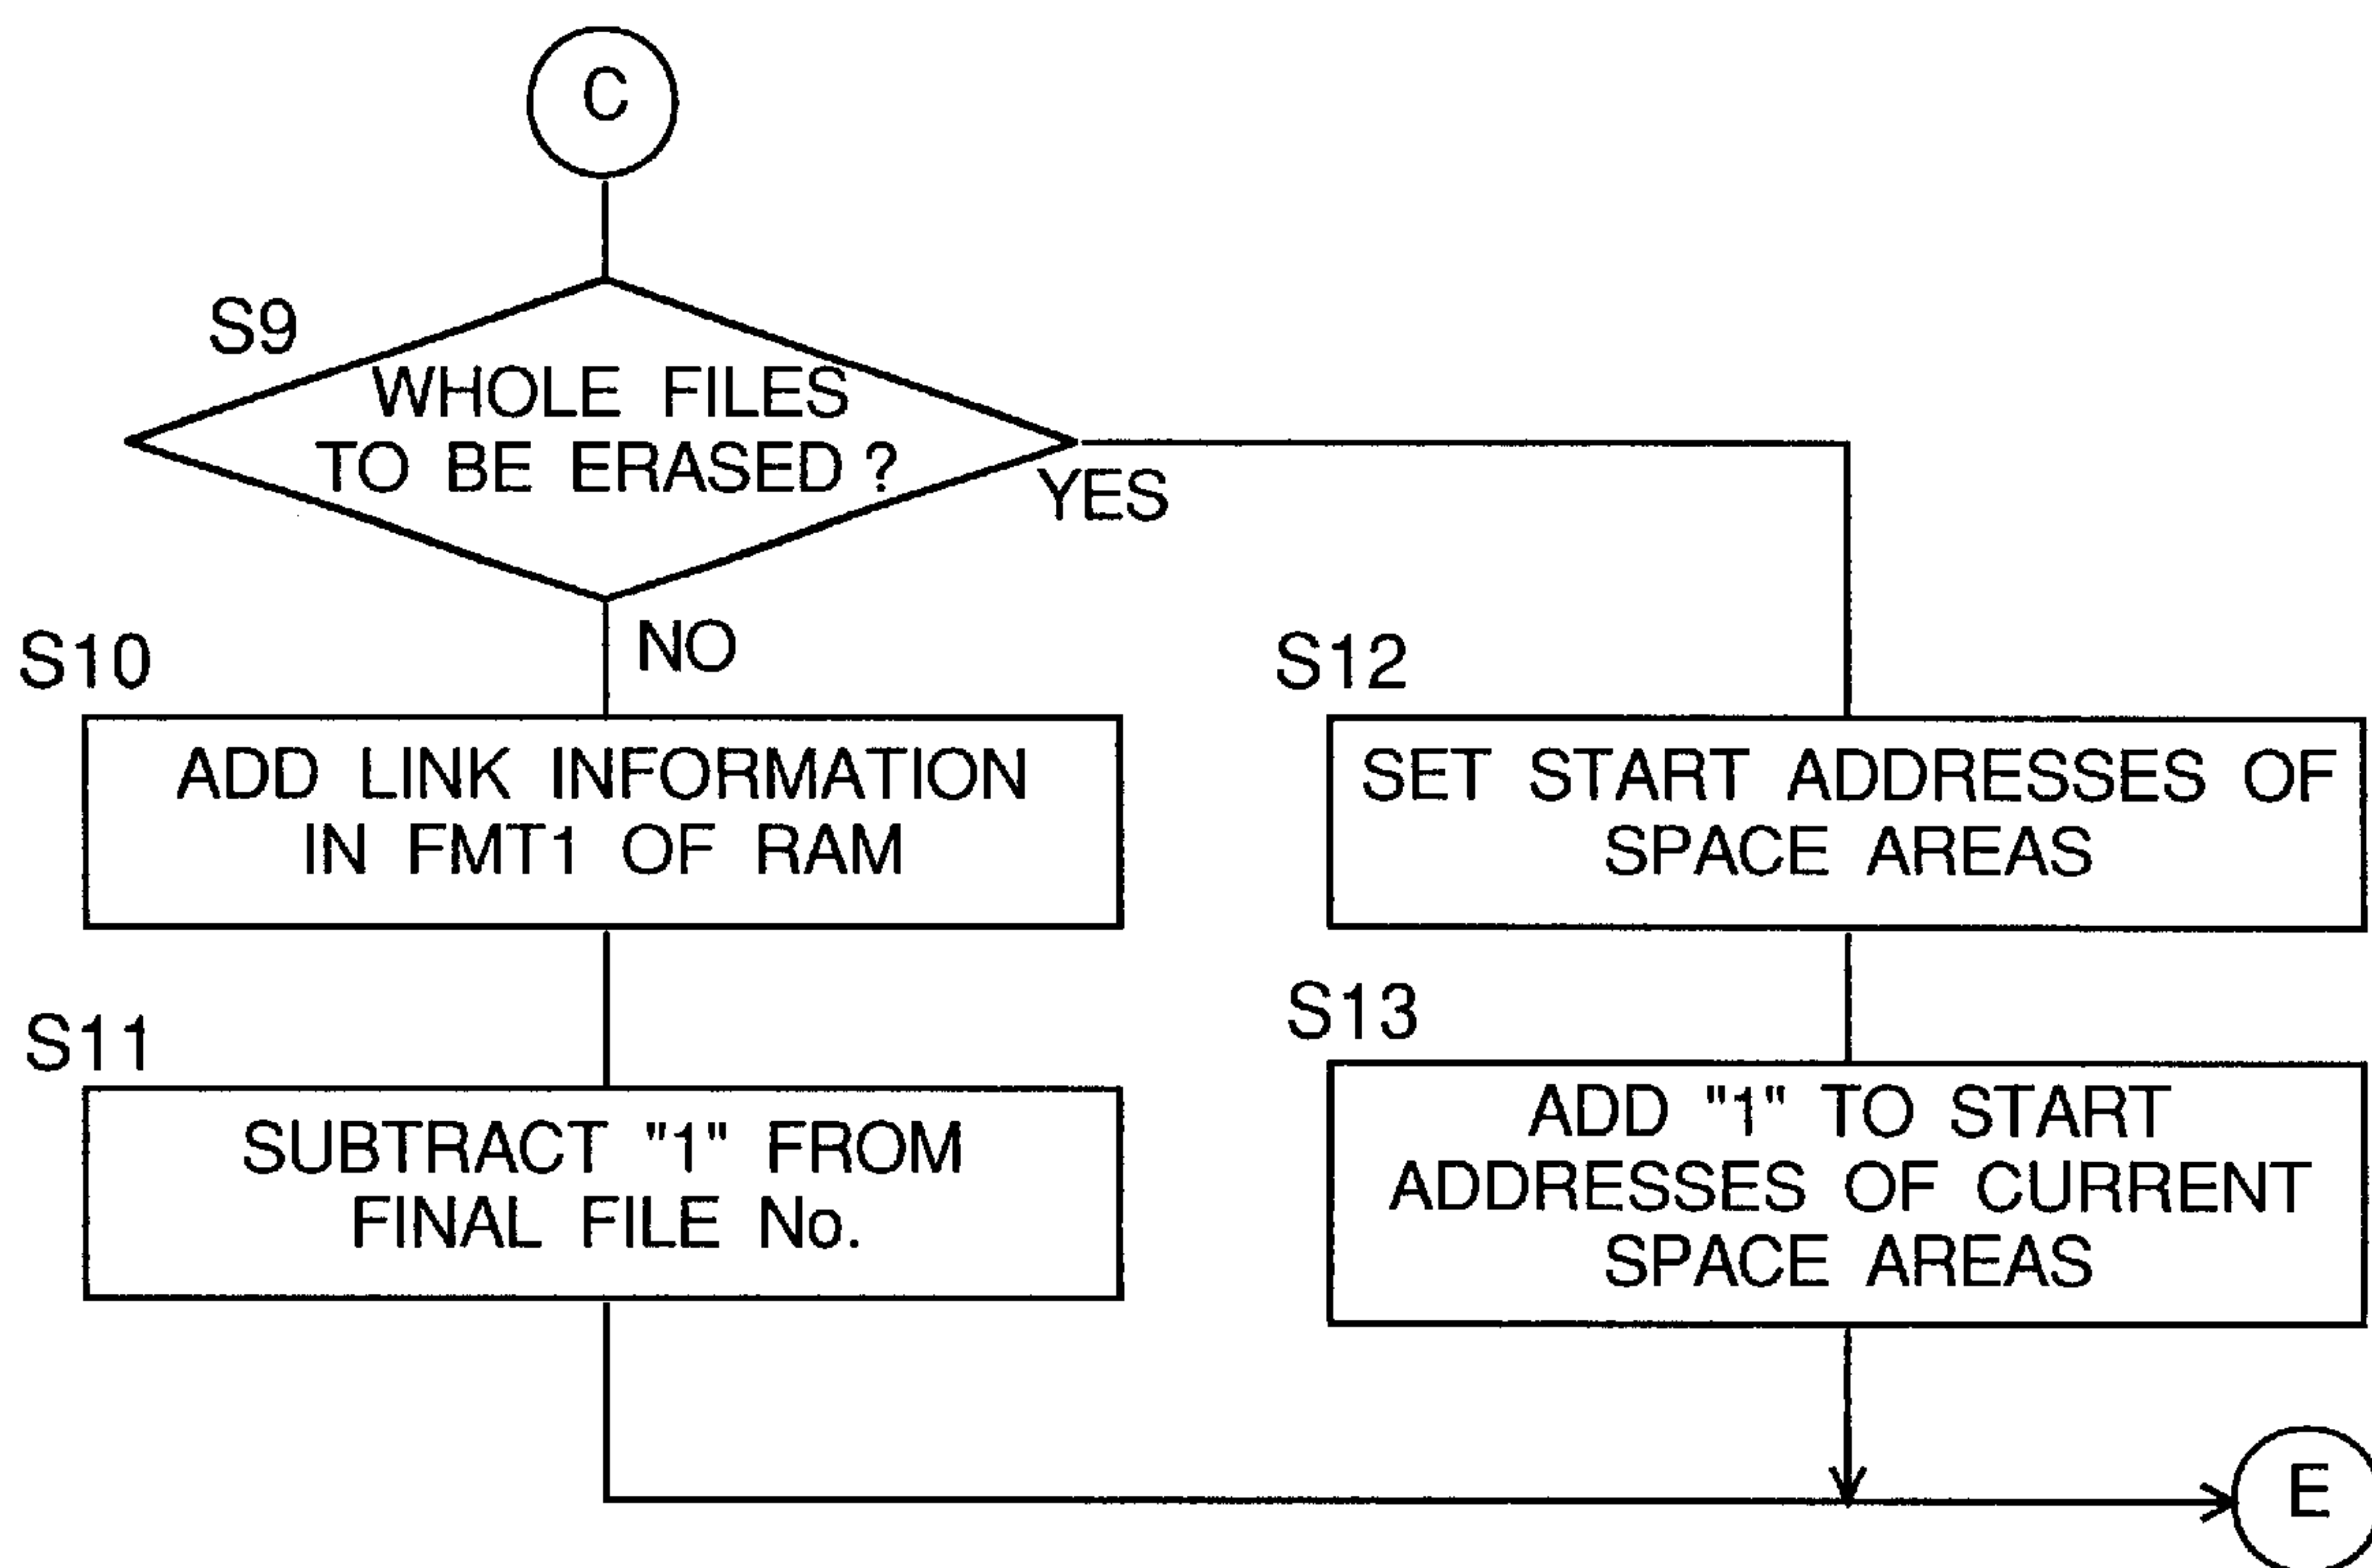 C
S9
WHOLE FILES
TO BE ERASED ?
YES
NO
S10
ADD LINK INFORMATION
IN FMT1 OF RAM
S11
SUBTRACT "1" FROM
FINAL FILE No.
S12
SET START ADDRESSES OF
SPACE AREAS
S13
ADD "1" TO START
ADDRESSES OF CURRENT
SPACE AREAS
E